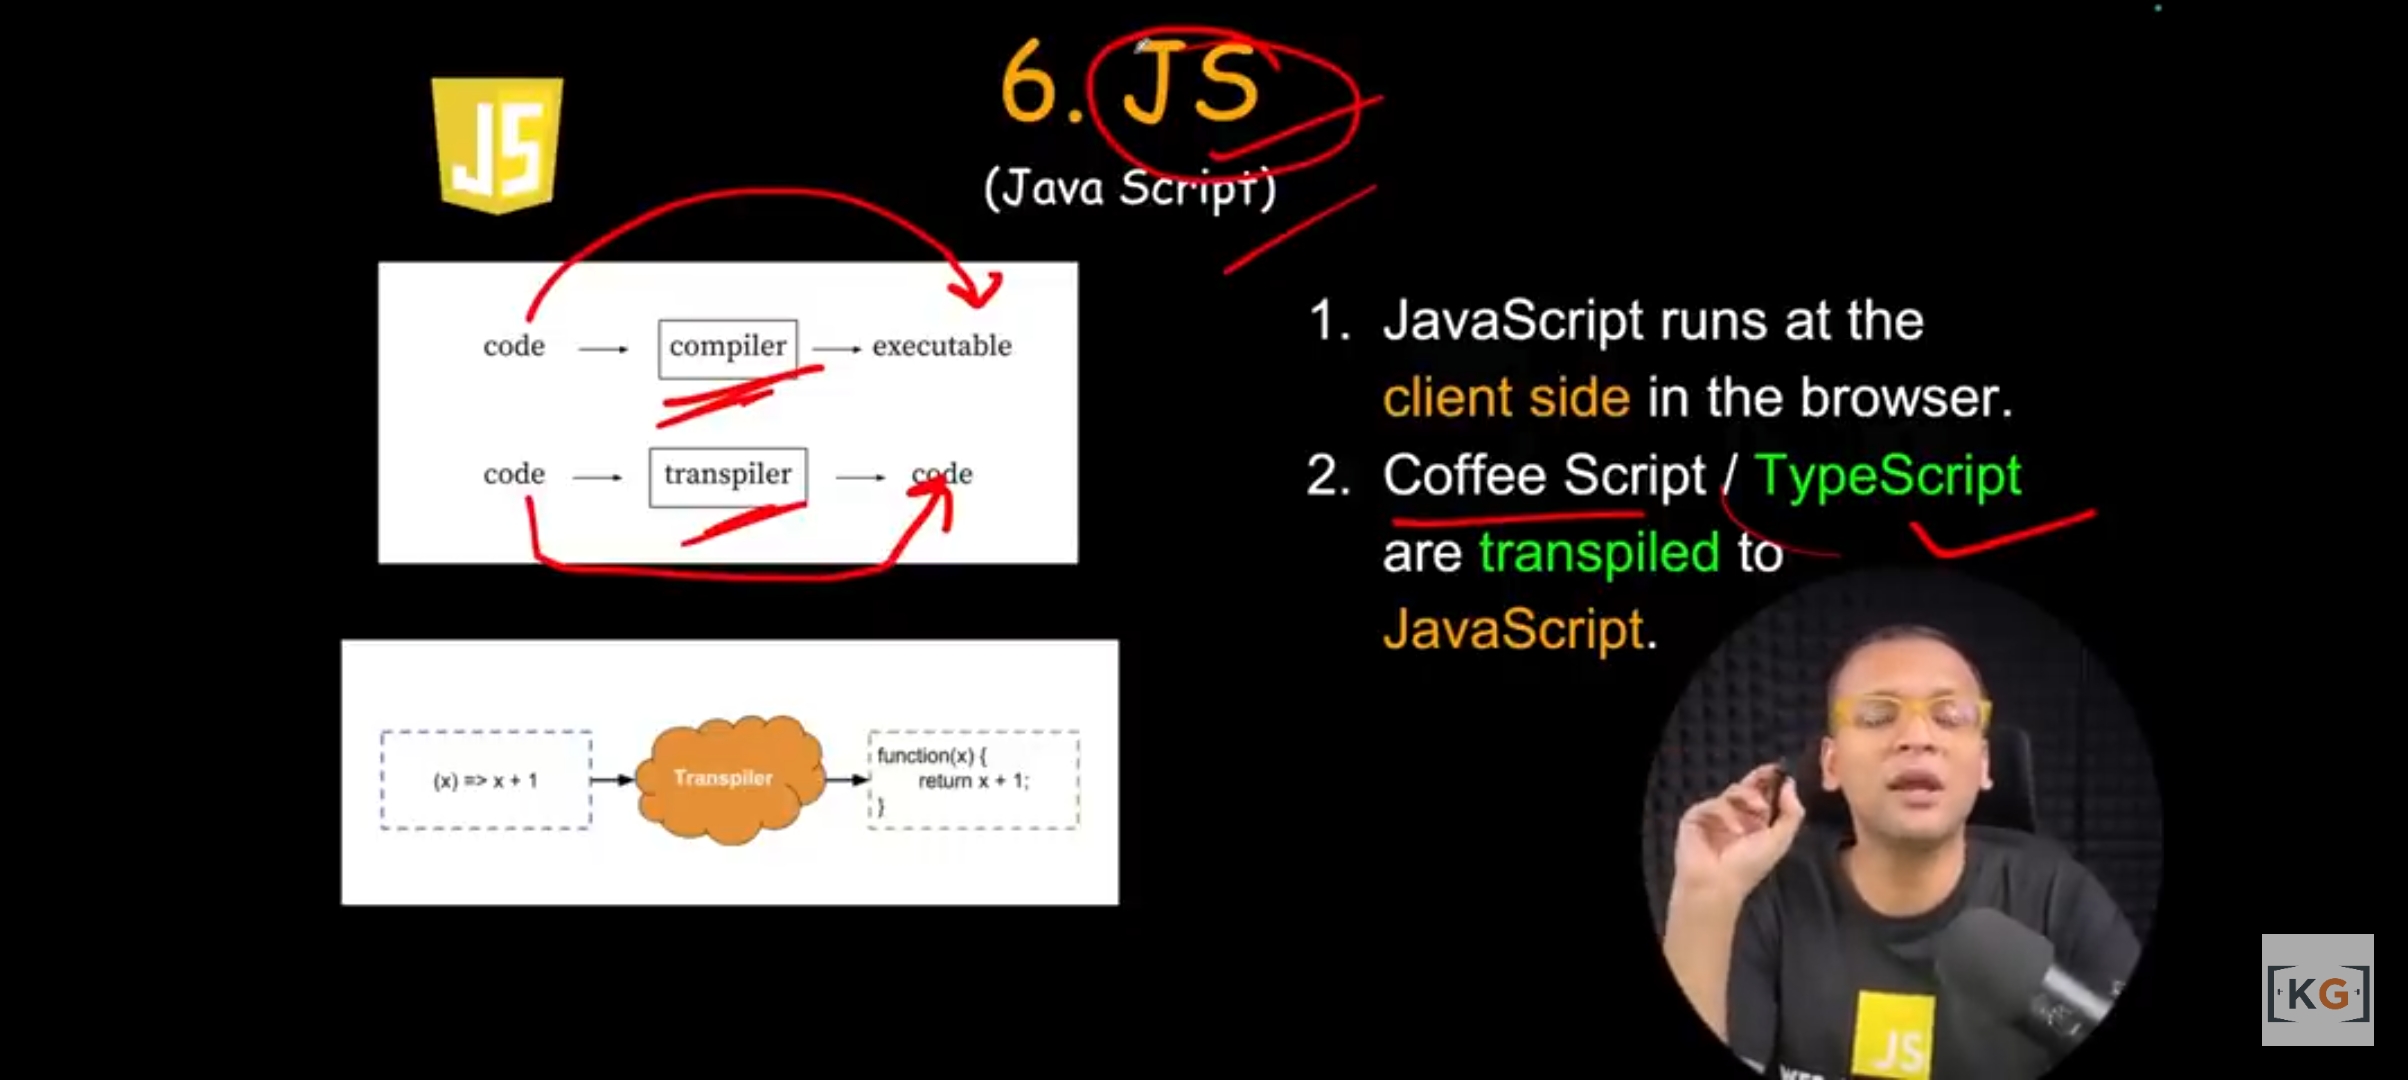 JS
6. JS
(Java Script)
code
compiler
executable
code
transpiler
code
1. JavaScript runs at the
client side in the browser.
2. Coffee Script / TypeScript
are transpiled to
JavaScript.
(x) => x + 1
Transpiler
function(x) {
return x + 1;
}
JS
KG